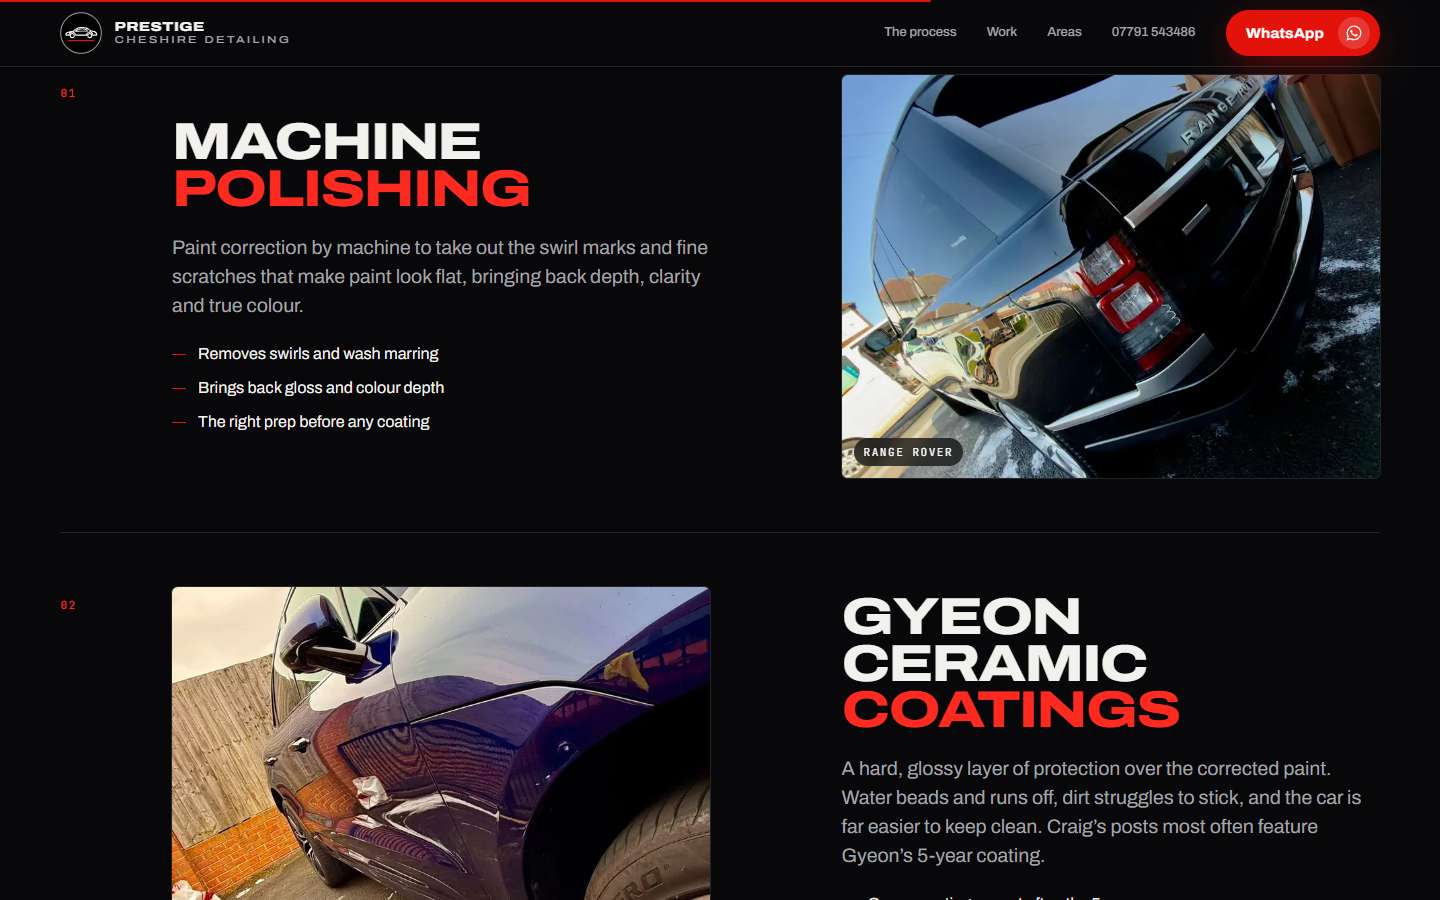 PRESTIGE
CHESHIRE DETAILING
The process
Work
Areas
07791 543486
WhatsApp
01
MACHINE
POLISHING
Paint correction by machine to take out the swirl marks and fine
scratches that make paint look flat, bringing back depth, clarity
and true colour.
— Removes swirls and wash marring
— Brings back gloss and colour depth
— The right prep before any coating
RANGE
RANGE ROVER
02
GYEON
CERAMIC
COATINGS
A hard, glossy layer of protection over the corrected paint.
Water beads and runs off, dirt struggles to stick, and the car is
far easier to keep clean. Craig’s posts most often feature
Gyeon’s 5-year coating.